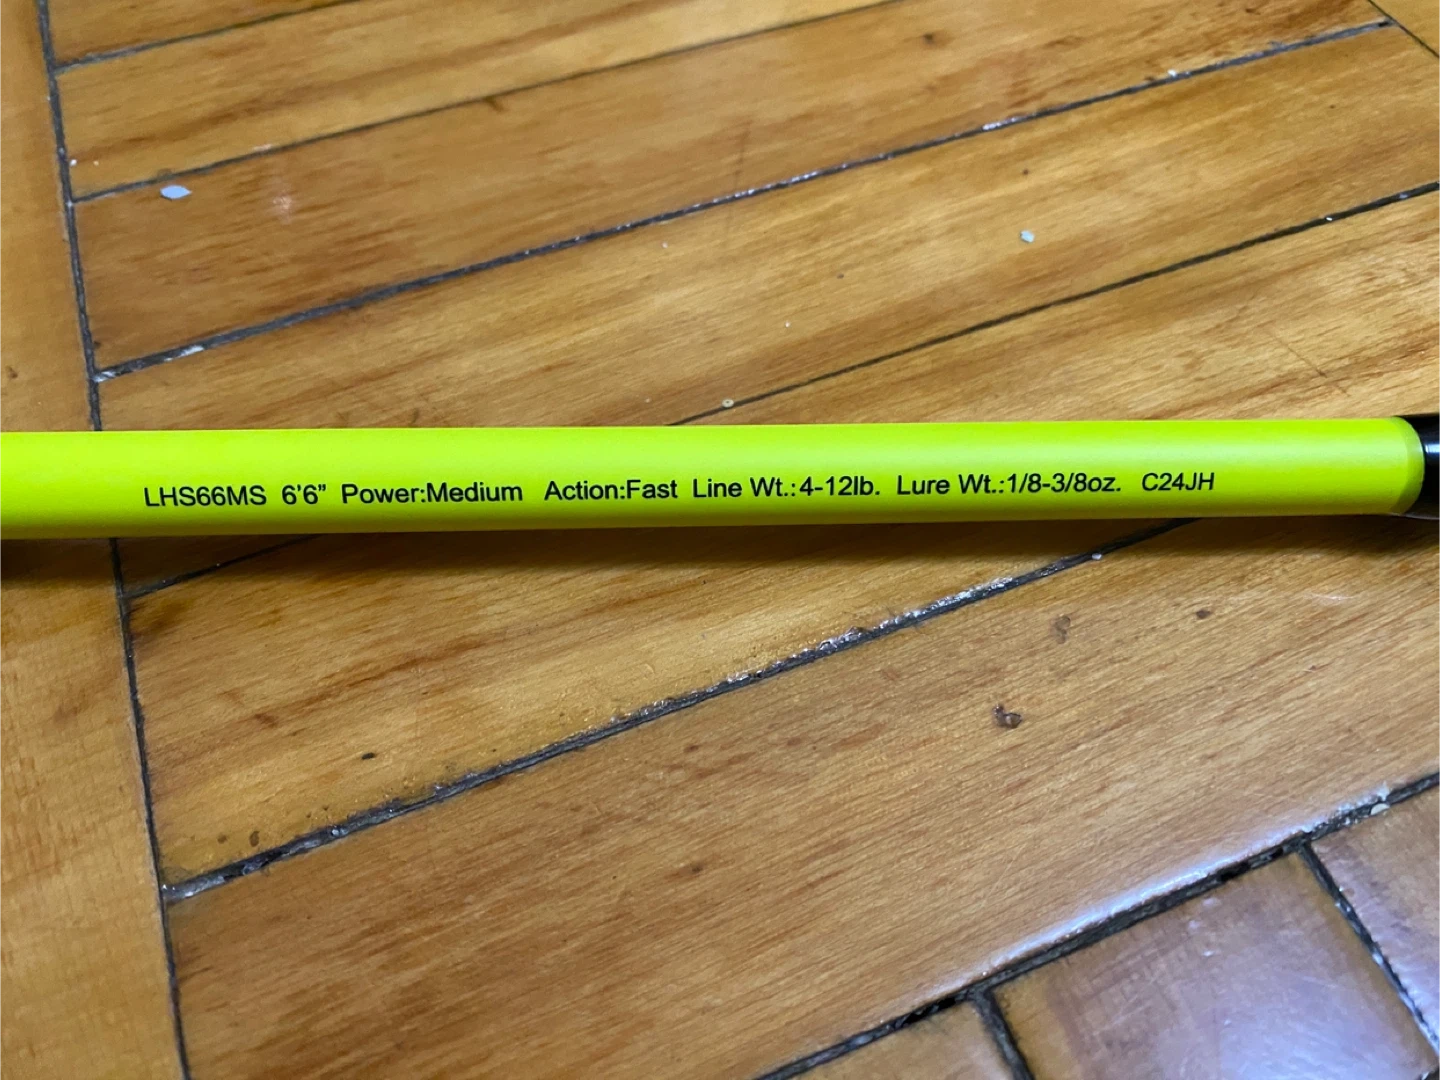 LHS66MS 6'6” Power:Medium Action:Fast Line Wt.:4-12lb. Lure Wt.:1/8-3/8oz. C24JH